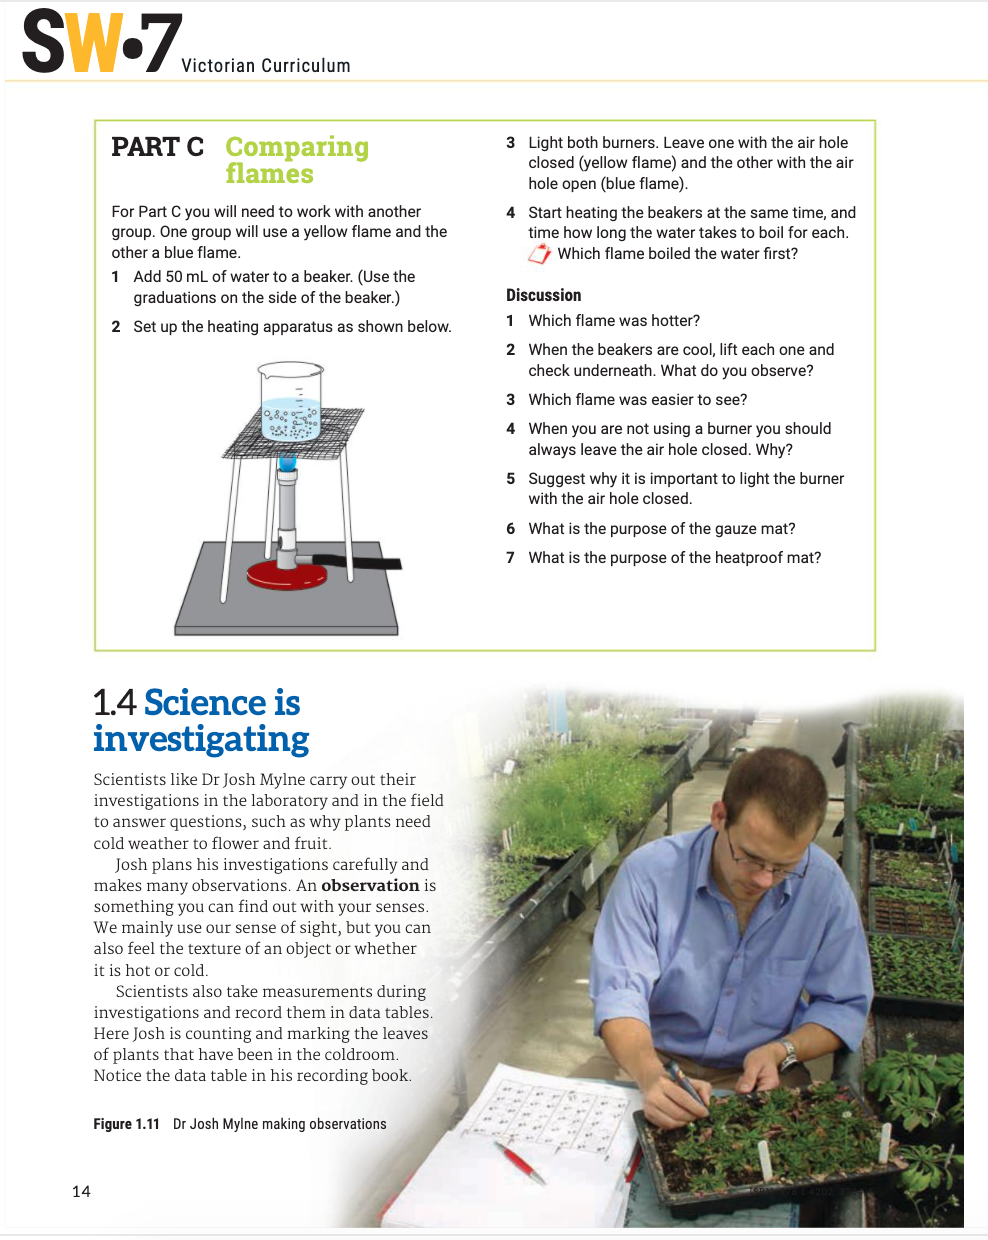 SW·7 Victorian Curriculum
PART C Comparing
flames
For Part C you will need to work with another
group. One group will use a yellow flame and the
other a blue flame.
1 Add 50 mL of water to a beaker. (Use the
graduations on the side of the beaker.)
2 Set up the heating apparatus as shown below.
3 Light both burners. Leave one with the air hole
closed (yellow flame) and the other with the air
hole open (blue flame).
4 Start heating the beakers at the same time, and
time how long the water takes to boil for each.
Which flame boiled the water first?
Discussion
1 Which flame was hotter?
2 When the beakers are cool, lift each one and
check underneath. What do you observe?
3 Which flame was easier to see?
4 When you are not using a burner you should
always leave the air hole closed. Why?
5 Suggest why it is important to light the burner
with the air hole closed.
6 What is the purpose of the gauze mat?
7 What is the purpose of the heatproof mat?
1.4 Science is
investigating
Scientists like Dr Josh Mylne carry out their
investigations in the laboratory and in the field
to answer questions, such as why plants need
cold weather to flower and fruit.
Josh plans his investigations carefully and
makes many observations. An observation is
something you can find out with your senses.
We mainly use our sense of sight, but you can
also feel the texture of an object or whether
it is hot or cold.
Scientists also take measurements during
investigations and record them in data tables.
Here Josh is counting and marking the leaves
of plants that have been in the coldroom.
Notice the data table in his recording book.
Figure 1.11 Dr Josh Mylne making observations
14